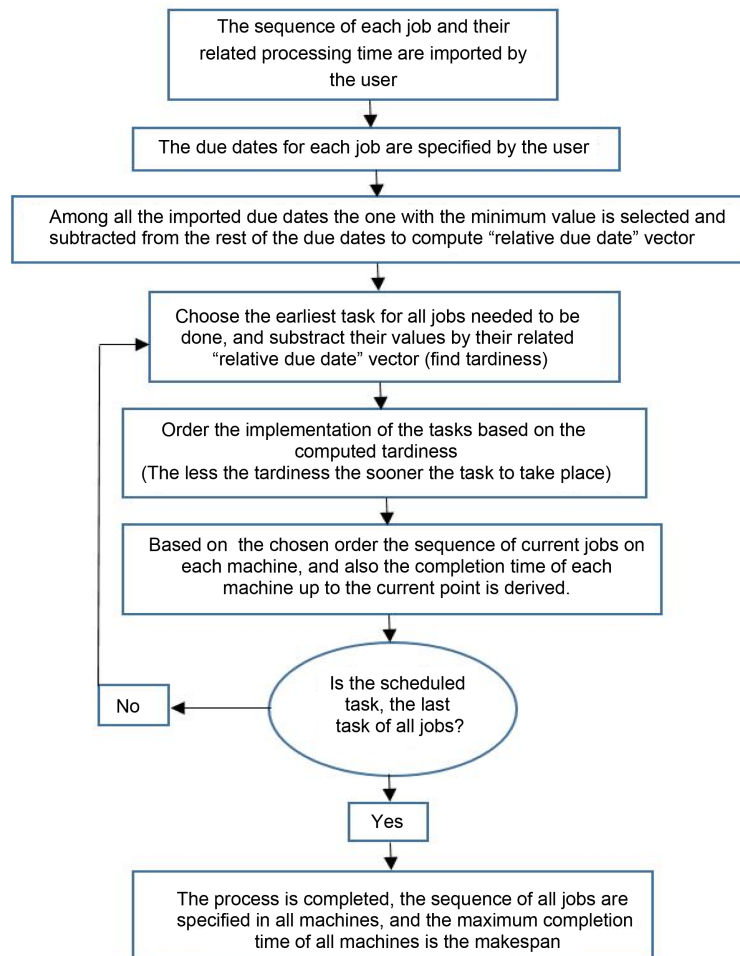 The sequence of each job and their
related processing time are imported by
the user
The due dates for each job are specified by the user
Among all the imported due dates the one with the minimum value is selected and
subtracted from the rest of the due dates to compute “relative due date” vector
Choose the earliest task for all jobs needed to be
done, and substract their values by their related
“relative due date” vector (find tardiness)
Order the implementation of the tasks based on the
computed tardiness
(The less the tardiness the sooner the task to take place)
Based on the chosen order the sequence of current jobs on
each machine, and also the completion time of each
machine up to the current point is derived.
Is the scheduled
task, the last
task of all jobs?
No
Yes
The process is completed, the sequence of all jobs are
specified in all machines, and the maximum completion
time of all machines is the makespan